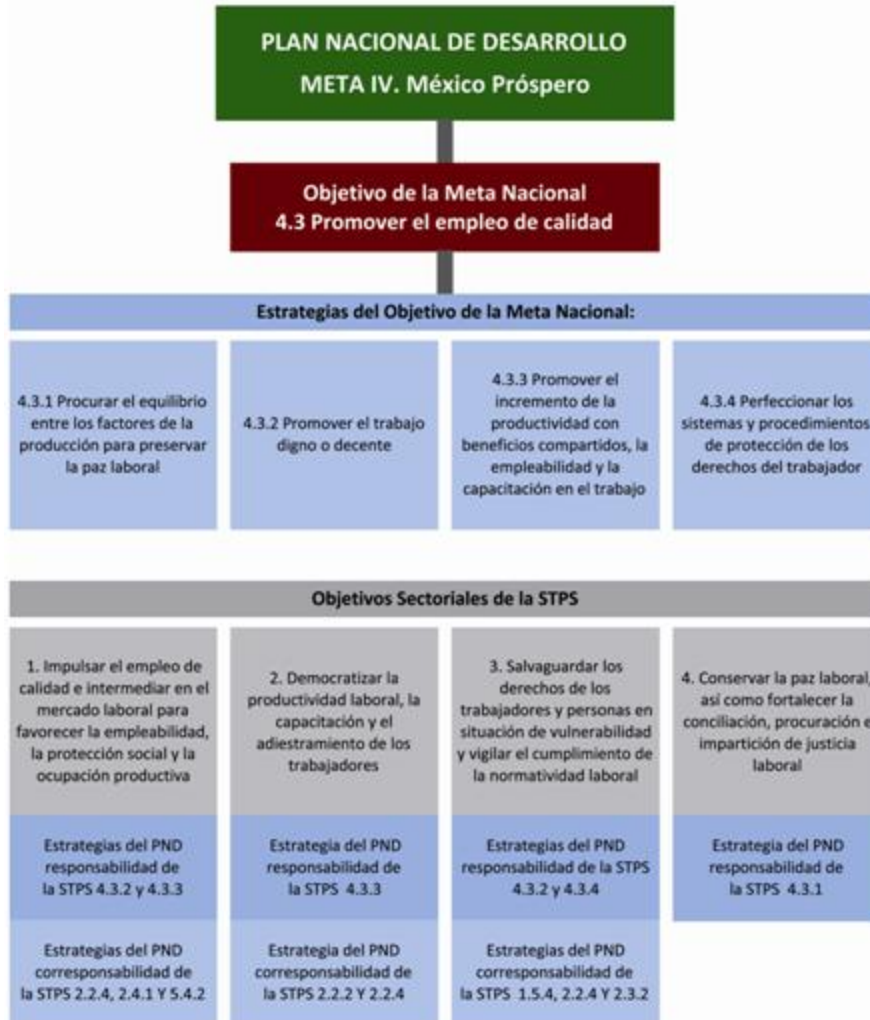 PLAN NACIONAL DE DESARROLLO
META IV. México Próspero
Objetivo de la Meta Nacional
4.3 Promover el empleo de calidad
Estrategias del Objetivo de la Meta Nacional:
4.3.1 Procurar el equilibrio
entre los factores de la
producción para preservar
la paz laboral
4.3.2 Promover el trabajo
digno o decente
4.3.3 Promover el
incremento de la
productividad con
beneficios compartidos, la
empleabilidad y la
capacitación en el trabajo
4.3.4 Perfeccionar los
sistemas y procedimientos
de protección de los
derechos del trabajador
Objetivos Sectoriales de la STPS
1. Impulsar el empleo de
calidad e intermediar en el
mercado laboral para
favorecer la empleabilidad,
la protección social y la
ocupación productiva
2. Democratizar la
productividad laboral, la
capacitación y el
adiestramiento de los
trabajadores
3. Salvaguardar los
derechos de los
trabajadores y personas en
situación de vulnerabilidad
y vigilar el cumplimiento de
la normatividad laboral
4. Conservar la paz laboral,
así como fortalecer la
conciliación, procuración e
impartición de justicia
laboral
Estrategias del PND
responsabilidad de
la STPS 4.3.2 y 4.3.3
Estrategia del PND
responsabilidad de
la STPS 4.3.3
Estrategias del PND
responsabilidad de la STPS
4.3.2 y 4.3.4
Estrategia del PND
responsabilidad de
la STPS 4.3.1
Estrategias del PND
corresponsabilidad de
la STPS 2.2.4, 2.4.1 Y 5.4.2
Estrategia del PND
corresponsabilidad de
la STPS 2.2.2 Y 2.2.4
Estrategias del PND
corresponsabilidad de
la STPS 1.5.4, 2.2.4 Y 2.3.2